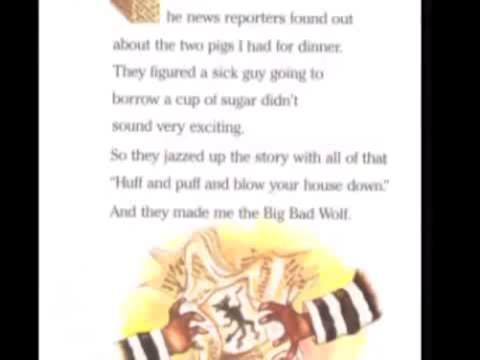 he news reporters found out
about the two pigs I had for dinner.
They figured a sick guy going to
borrow a cup of sugar didn't
sound very exciting.
So they jazzed up the story with all of that
"Huff and puff and blow your house down."
And they made me the Big Bad Wolf.